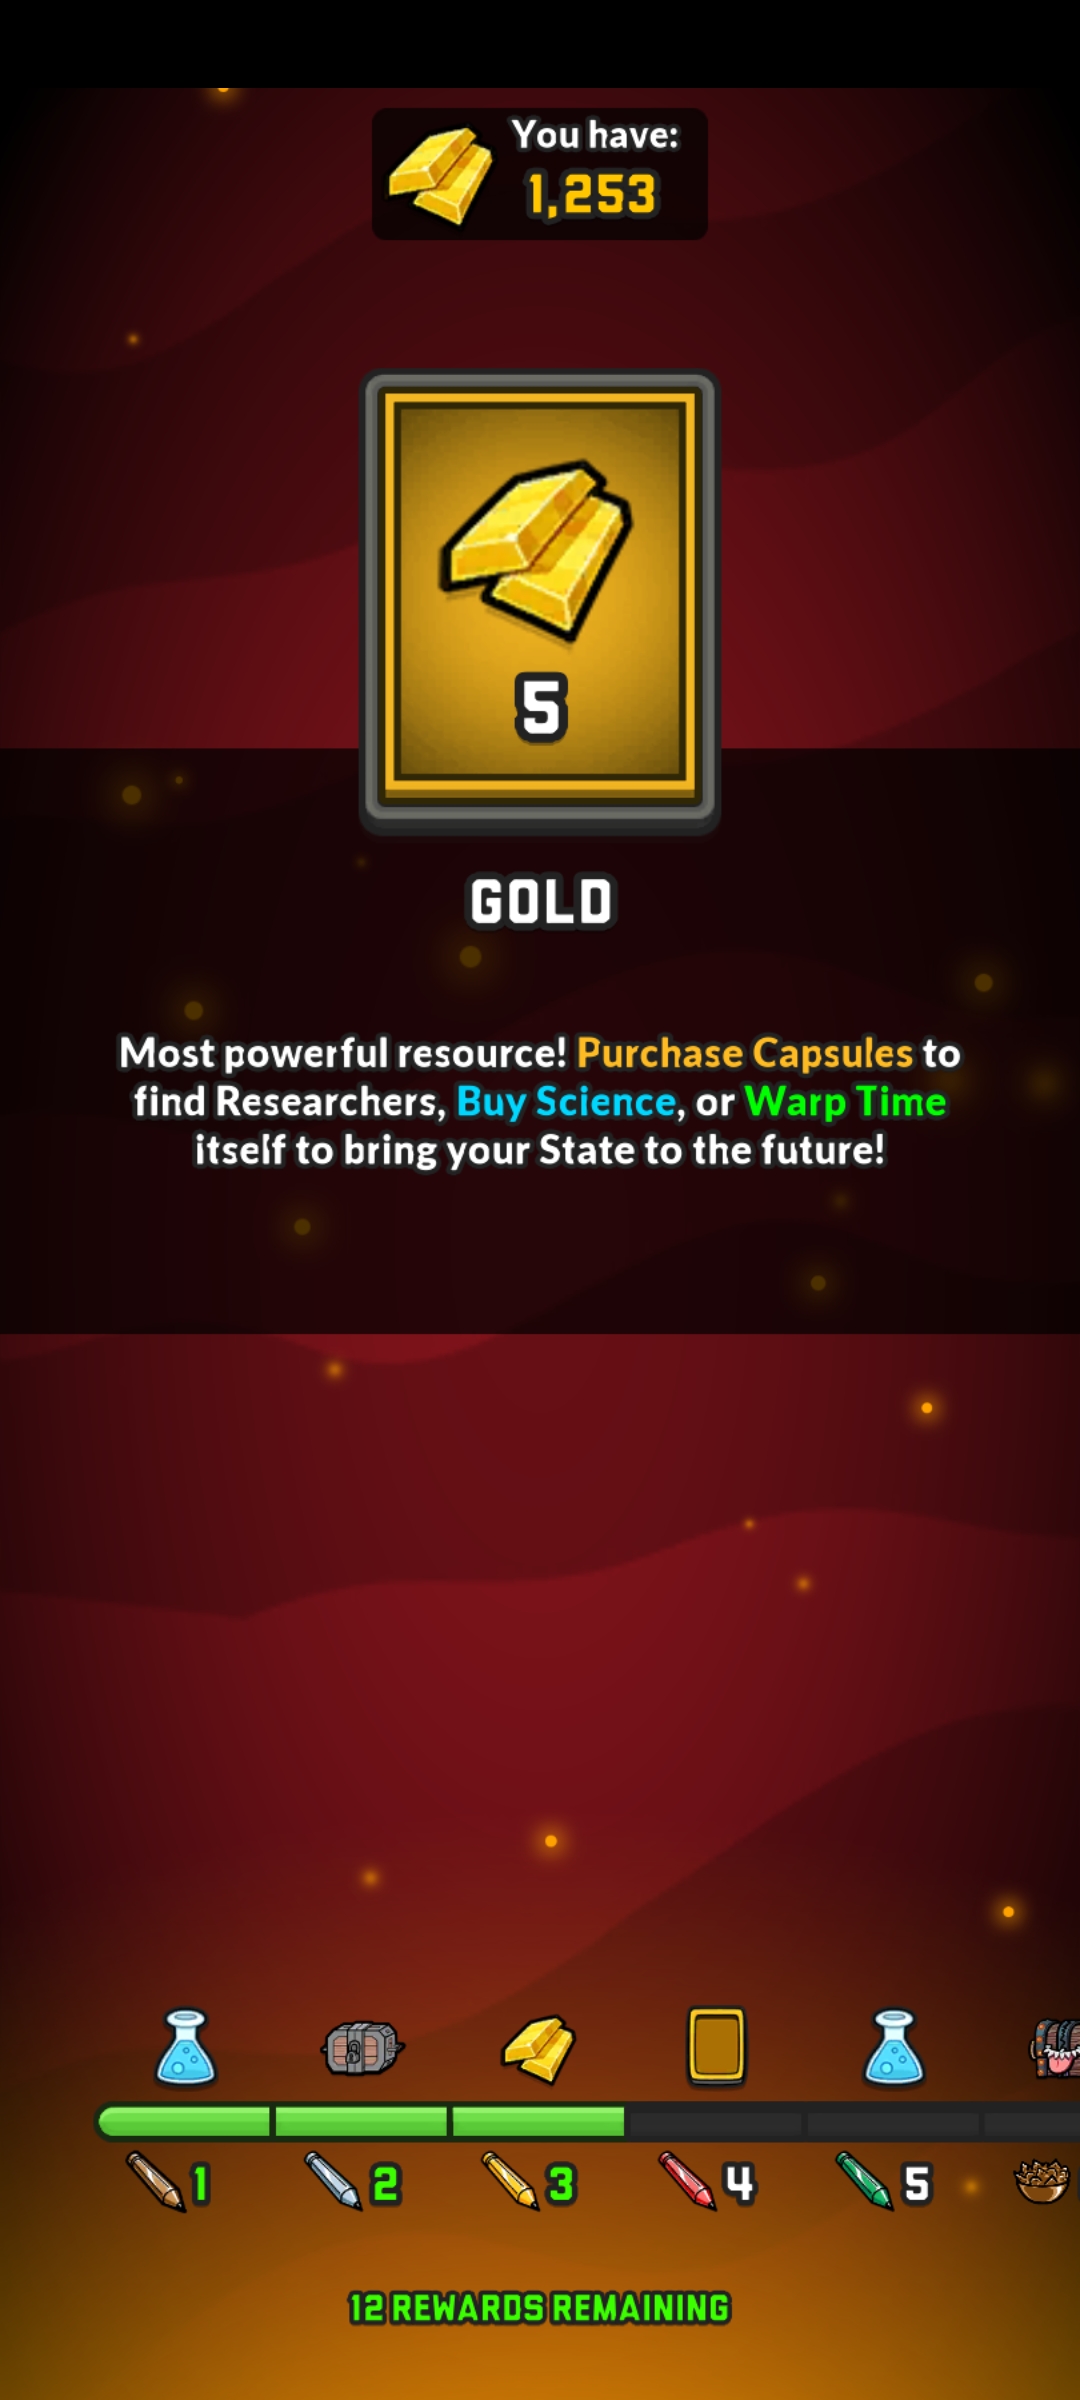 You have:
1,253
5
GOLD
Most powerful resource! Purchase Capsules to
find Researchers, Buy Science, or Warp Time
itself to bring your State to the future!
1 2 3 4 5
12 REWARDS REMAINING